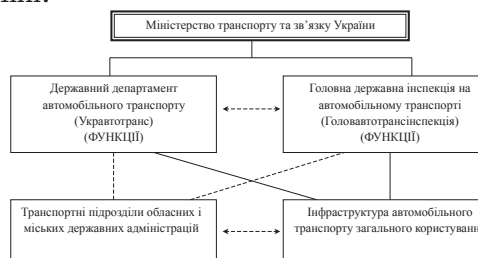 Міністерство транспорту та зв’язку України
Державний департамент
автомобільного транспорту
(Укравтотранс)
(ФУНКЦІЇ)
Головна державна інспекція на
автомобільному транспорті
(Головавтотрансінспекція)
(ФУНКЦІЇ)
Транспортні підрозділи обласних і
міських державних адміністрацій
Інфраструктура автомобільного
транспорту загального користуванн